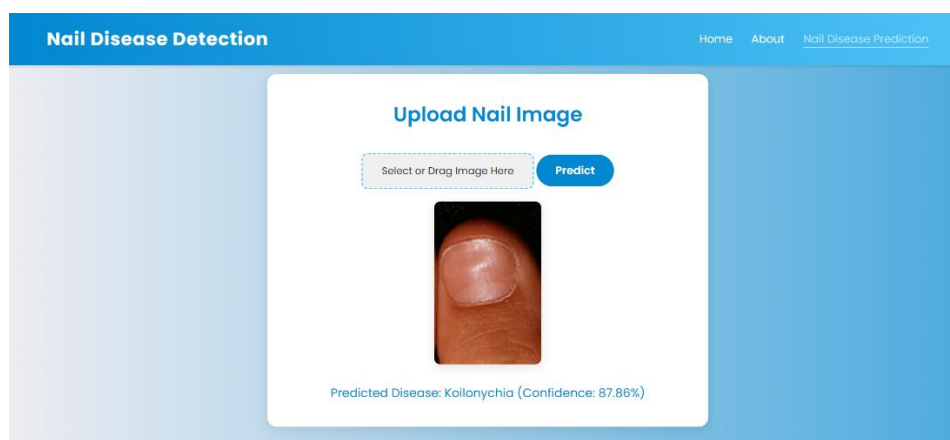 Nail Disease Detection
Home About Nail Disease Prediction
Upload Nail Image
Select or Drag Image Here Predict
Predicted Disease: Koilonychia (Confidence: 87.86%)